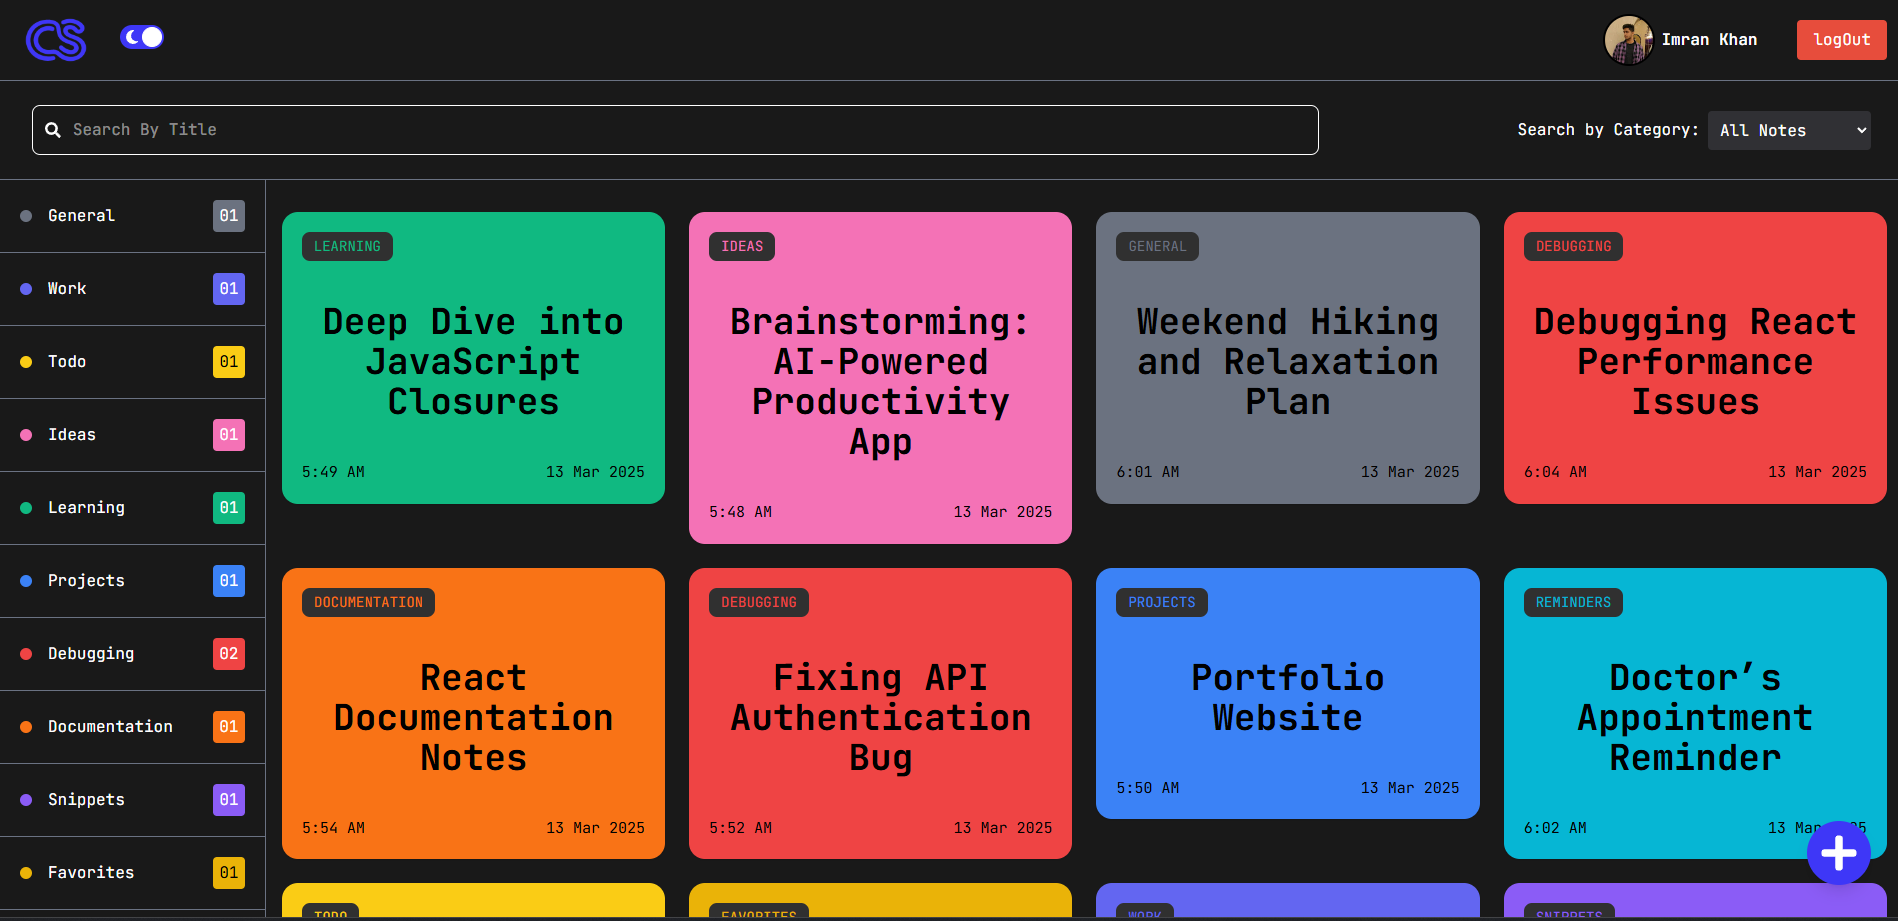 CS
Imran Khan
logOut
Search By Title
Search by Category:
All Notes
General 01
Work 01
Todo 01
Ideas 01
Learning 01
Projects 01
Debugging 02
Documentation 01
Snippets 01
Favorites 01
LEARNING
Deep Dive into
JavaScript
Closures
5:49 AM 13 Mar 2025
IDEAS
Brainstorming:
AI-Powered
Productivity
App
5:48 AM 13 Mar 2025
GENERAL
Weekend Hiking
and Relaxation
Plan
6:01 AM 13 Mar 2025
DEBUGGING
Debugging React
Performance
Issues
6:04 AM 13 Mar 2025
DOCUMENTATION
React
Documentation
Notes
5:54 AM 13 Mar 2025
DEBUGGING
Fixing API
Authentication
Bug
5:52 AM 13 Mar 2025
PROJECTS
Portfolio
Website
5:50 AM 13 Mar 2025
REMINDERS
Doctor’s
Appointment
Reminder
6:02 AM 13 Mar
TODO
FAVORITES
WORK
SNIPPETS